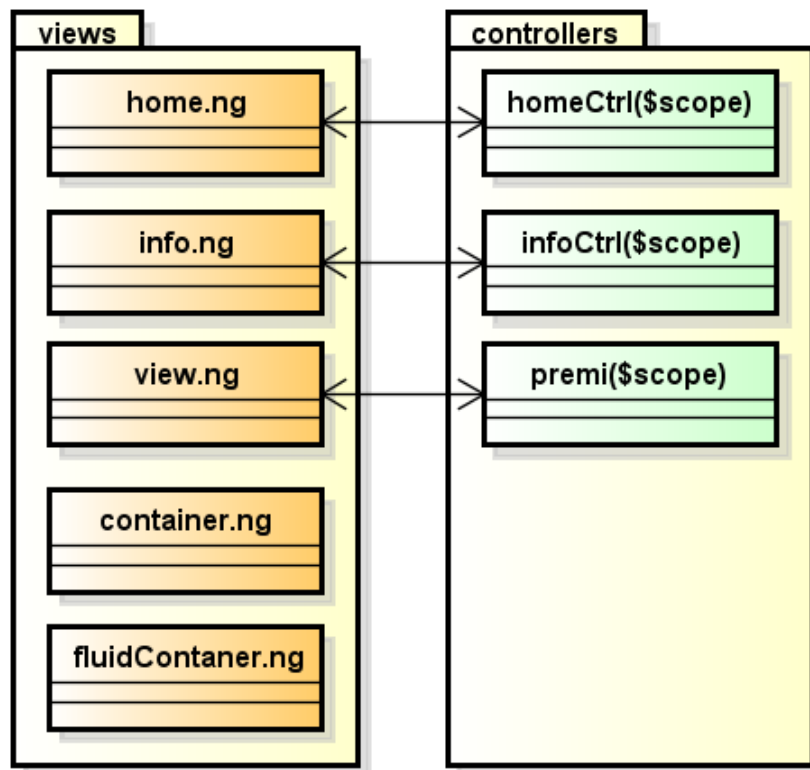 views
controllers
home.ng
homeCtrl($scope)
info.ng
infoCtrl($scope)
view.ng
premi($scope)
container.ng
fluidContaner.ng